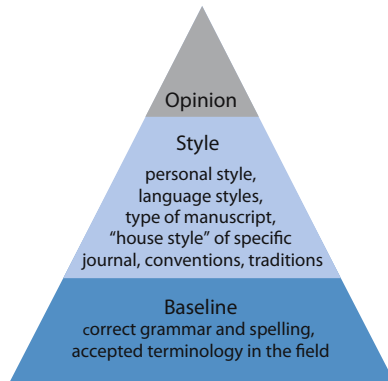 Opinion
Style
personal style,
language styles,
type of manuscript,
“house style” of specific
journal, conventions, traditions
Baseline
correct grammar and spelling,
accepted terminology in the field